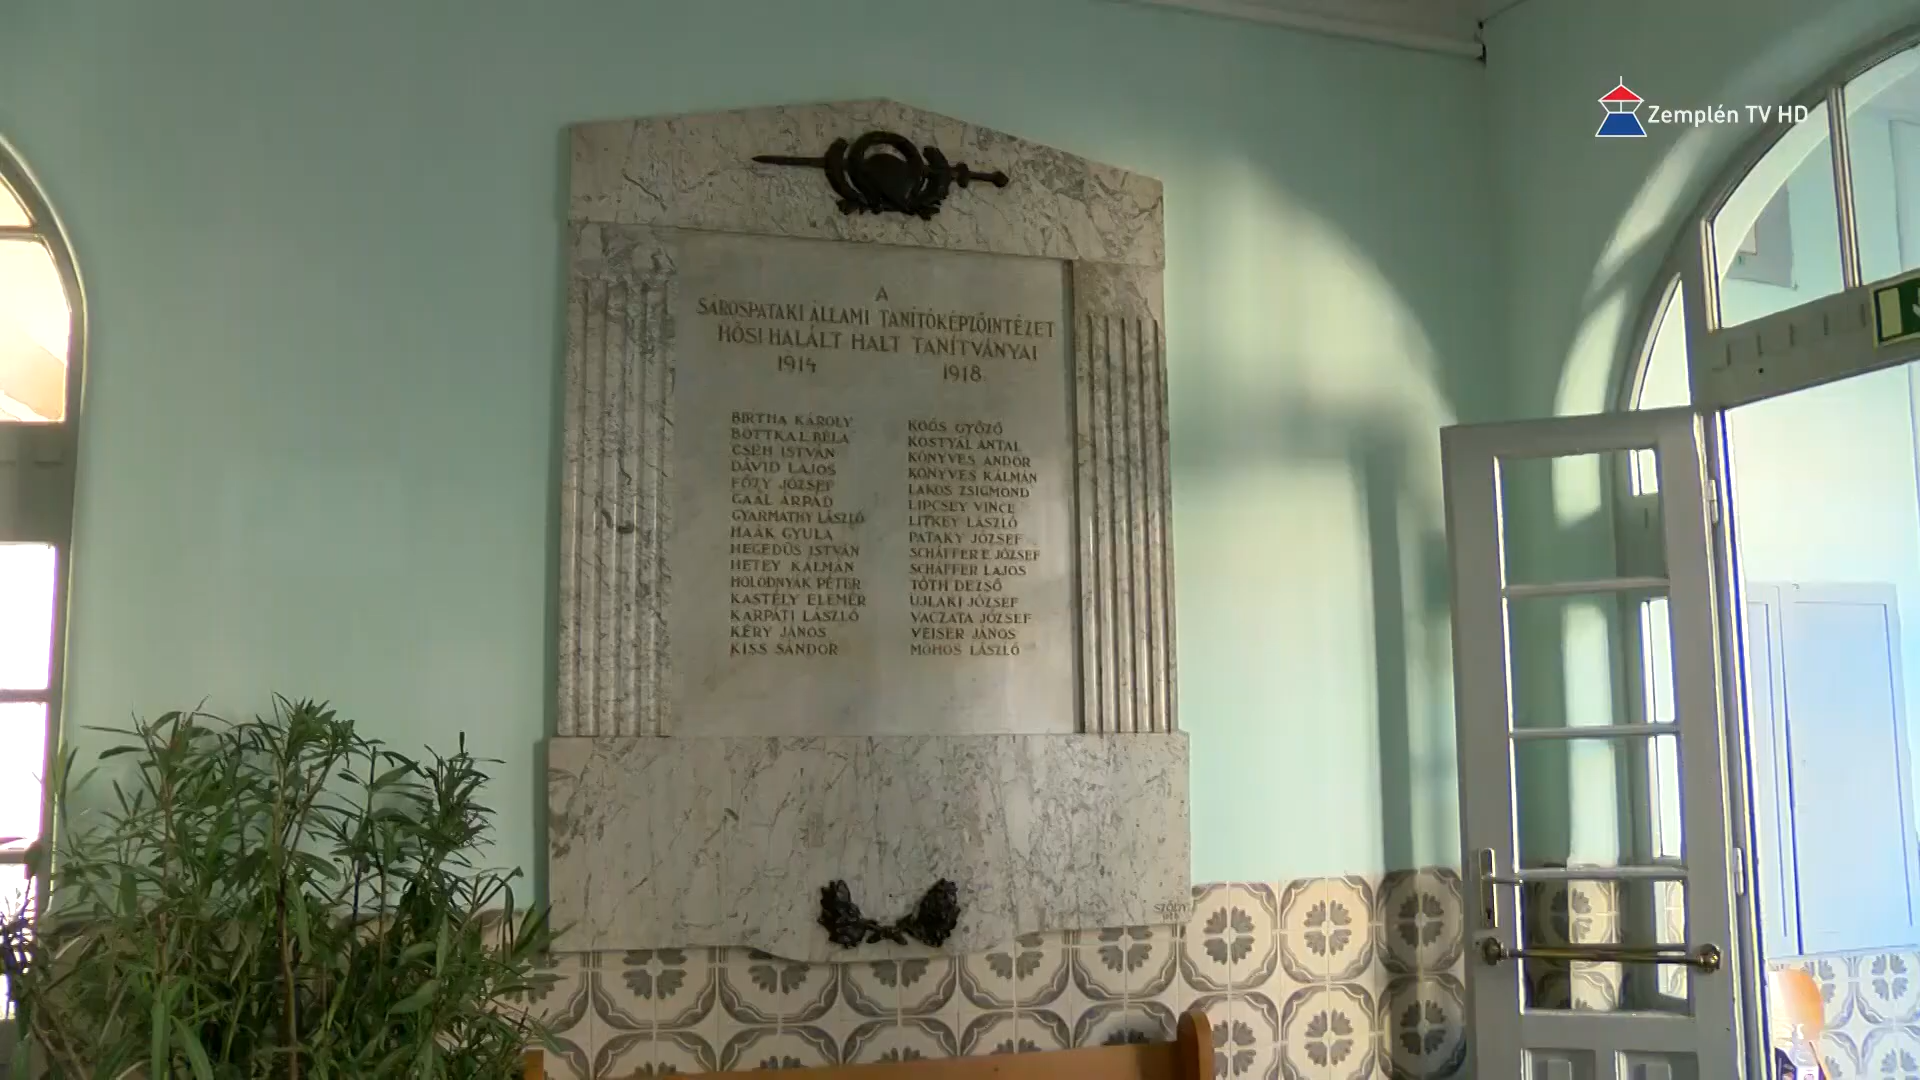 Zemplén TV HD
A
SÁROSPATAKI ÁLLAMI TANÍTÓKÉPZŐINTÉZET
HŐSI HALÁLT HALT TANÍTVÁNYAI
1914 1918
BIRTHA KÁROLY
BOTTKA L. BÉLA
CSEH ISTVÁN
DÁVID LAJOS
FŐZY JÓZSEF
GAÁL ÁRPÁD
GYARMATHY LÁSZLÓ
HAÁK GYULA
HEGEDŰS ISTVÁN
HETEY KÁLMÁN
HOLODNYÁK PÉTER
KASTÉLY ELEMÉR
KÁRPÁTI LÁSZLÓ
KÉRY JÁNOS
KISS SÁNDOR
KOÓS GYŐZŐ
KOSTYÁL ANTAL
KÖNYVES ANDOR
KÖNYVES KÁLMÁN
LAKOS ZSIGMOND
LIPCSEY VINCE
LITKEY LÁSZLÓ
PATAKY JÓZSEF
SCHÄFFER E. JÓZSEF
SCHÄFFER LAJOS
TÓTH DEZSŐ
UJLAKI JÓZSEF
VACZATA JÓZSEF
VEISER JÁNOS
MOHOS LÁSZLÓ
SZŐDY